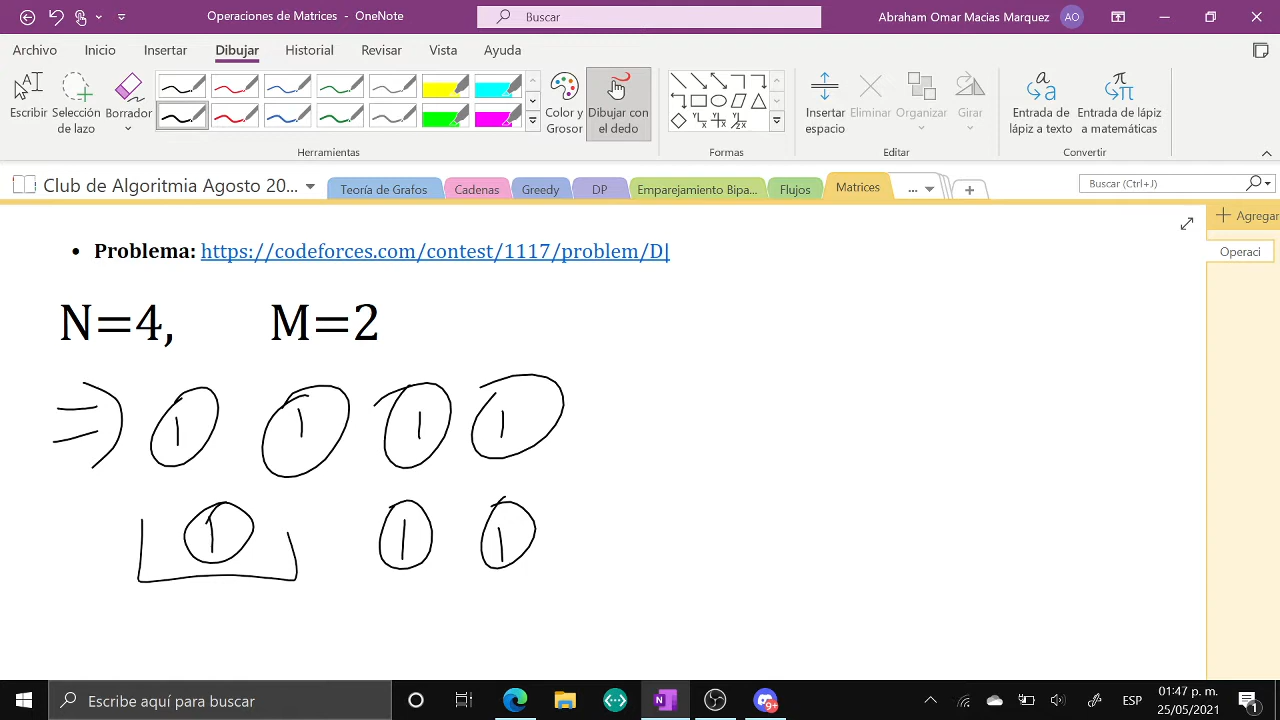 Operaciones de Matrices - OneNote
Buscar
Abraham Omar Macias Marquez AO
Archivo Inicio Insertar Dibujar Historial Revisar Vista Ayuda
Escribir
Selección de lazo
Borrador
Color y Grosor
Dibujar con el dedo
Insertar espacio
Eliminar
Organizar
Girar
Entrada de lápiz a texto
Entrada de lápiz a matemáticas
Herramientas
Formas
Editar
Convertir
Club de Algoritmia Agosto 20...
Teoría de Grafos
Cadenas
Greedy
DP
Emparejamiento Bipa...
Flujos
Matrices
...
Buscar (Ctrl+J)
Agregar
Operaci
• Problema: https://codeforces.com/contest/1117/problem/D
N=4, M=2
=> 1 1 1 1
1 1 1
Escribe aquí para buscar
9+
ESP
01:47 p. m.
25/05/2021
1